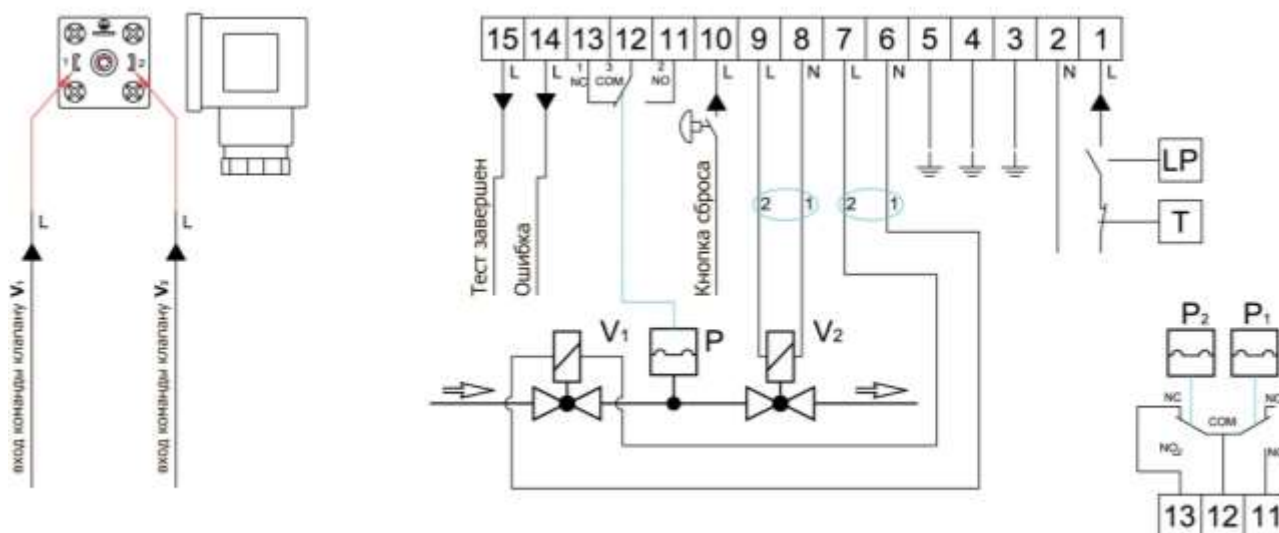 1 2
L L
вход команды клапану V₁
вход команды клапану V₂
15 14 13 12 11 10 9 8 7 6 5 4 3 2 1
L L 1 NC 3 COM 2 NO L L N L N N L
Тест завершен
Ошибка
Кнопка сброса
2 1 2 1
LP
T
V₁ P V₂
P₂ P₁
NC NC
COM
NO
13 12 11